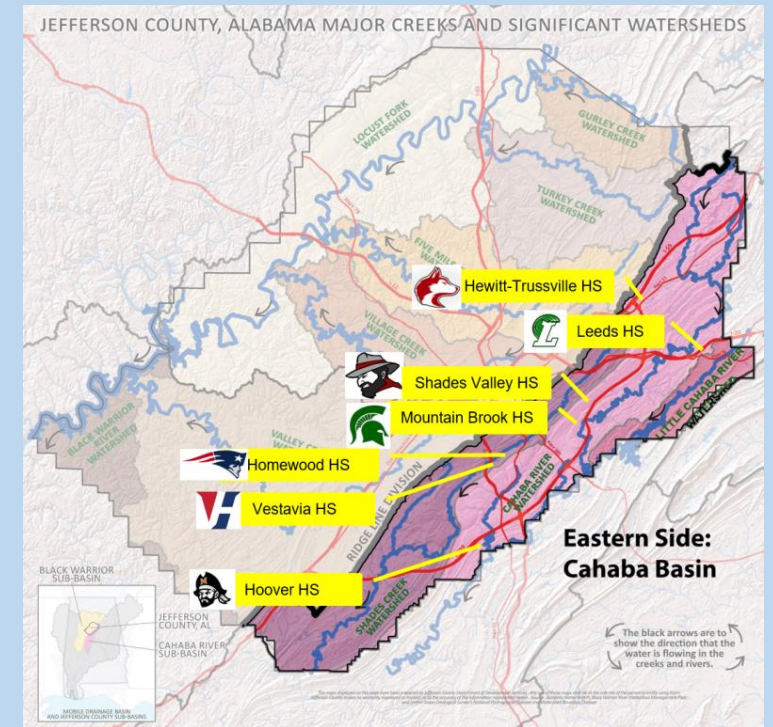 JEFFERSON COUNTY, ALABAMA MAJOR CREEKS AND SIGNIFICANT WATERSHEDS
LOCUST FORK
WATERSHED
GURLEY CREEK
WATERSHED
TURKEY CREEK
WATERSHED
FIVE MILE
Hewitt-Trussville HS
L
Leeds HS
VILLAGE CREEK
WATERSHED
Shades Valley HS
Mountain Brook HS
LITTLE CAHABA RIVER
WATERSHED
BLACK WARRIOR
RIVER
WATERSHED
VALLEY
Homewood HS
RIDGE LINE DIVISION
CAHABA RIVER
WATERSHED
VH
Vestavia HS
Eastern Side:
Cahaba Basin
Hoover HS
SHADES CREEK
WATERSHED
BLACK WARRIOR
SUB-BASIN
JEFFERSON
COUNTY, AL
CAHABA RIVER
SUB-BASIN
MOBILE DRAINAGE BASIN
AND JEFFERSON COUNTY SUB-BASINS
The black arrows are to
show the direction that the
water is flowing in the
creeks and rivers.